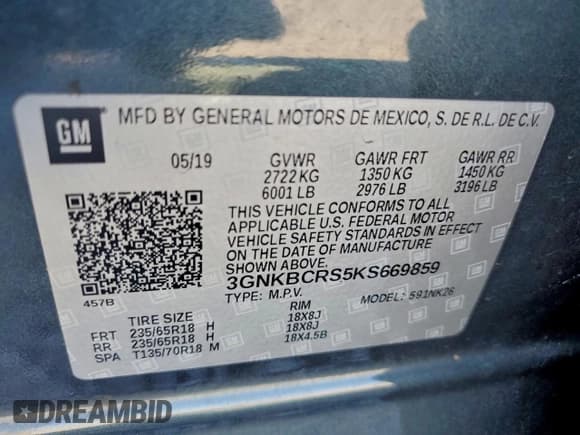 GM
MFD BY GENERAL MOTORS DE MEXICO, S. DE R.L. DE C.V.
05/19 GVWR GAWR FRT GAWR RR
2722 KG 1350 KG 1450 KG
6001 LB 2976 LB 3196 LB
THIS VEHICLE CONFORMS TO ALL
APPLICABLE U.S. FEDERAL MOTOR
VEHICLE SAFETY STANDARDS IN EFFECT
ON THE DATE OF MANUFACTURE
SHOWN ABOVE.
3GNKBCRS5KS669859
TYPE: M.P.V. MODEL: 591NK26
457B
TIRE SIZE RIM
FRT 235/65R18 H 18X8J
RR 235/65R18 H 18X8J
SPA T135/70R18 M 18X4.5B
DREAMBID